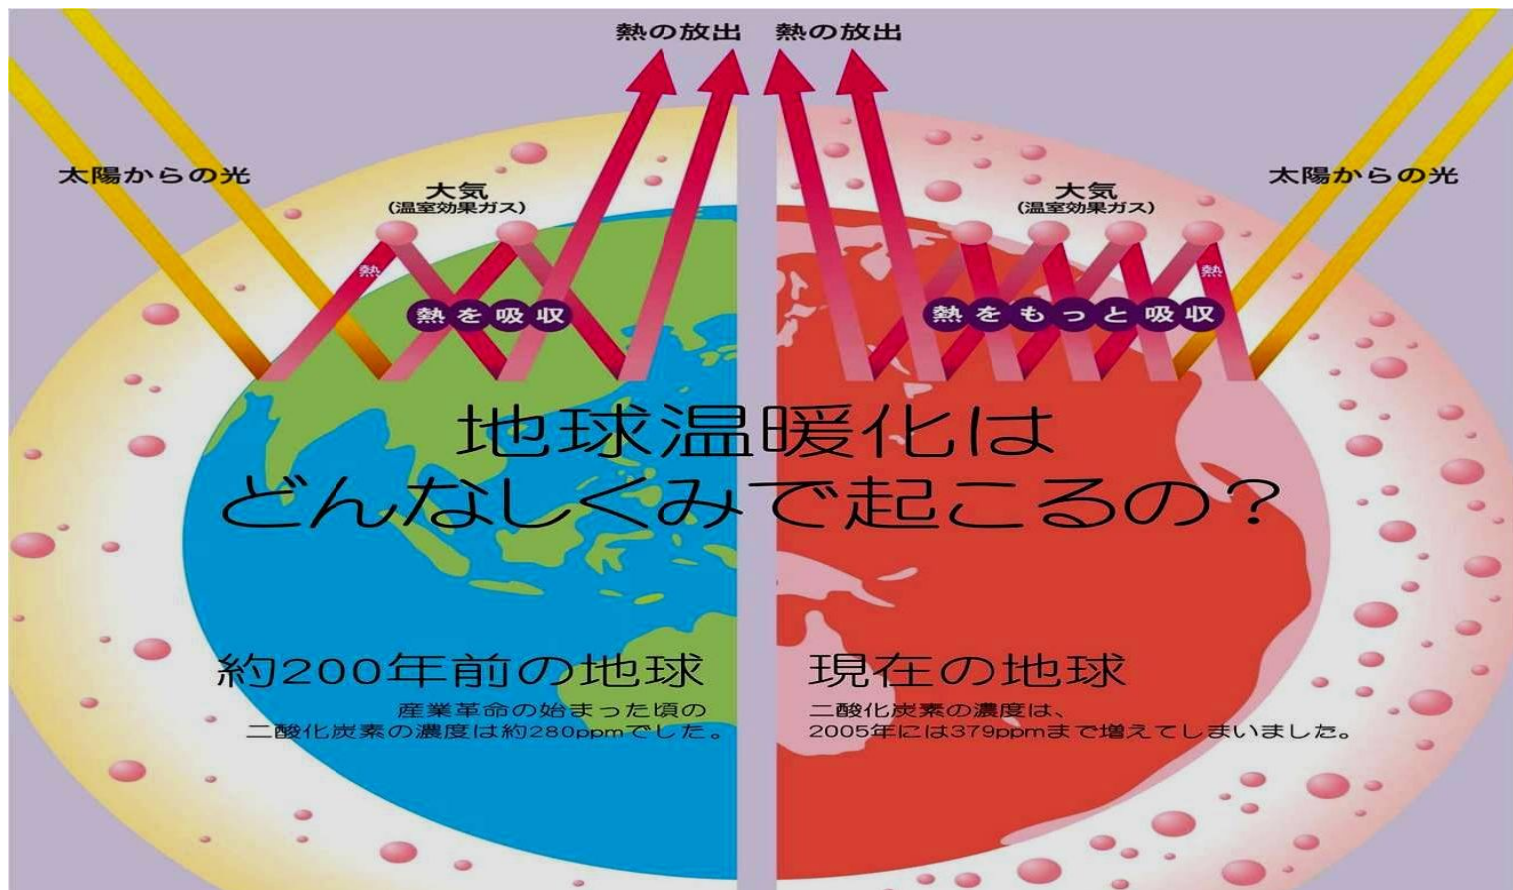 熱の放出 熱の放出
太陽からの光
大気
(温室効果ガス)
熱
熱を吸収
太陽からの光
大気
(温室効果ガス)
熱
熱をもっと吸収
地球温暖化は
どんなしくみで起こるの？
約200年前の地球
産業革命の始まった頃の
二酸化炭素の濃度は約280ppmでした。
現在の地球
二酸化炭素の濃度は、
2005年には379ppmまで増えてしまいました。